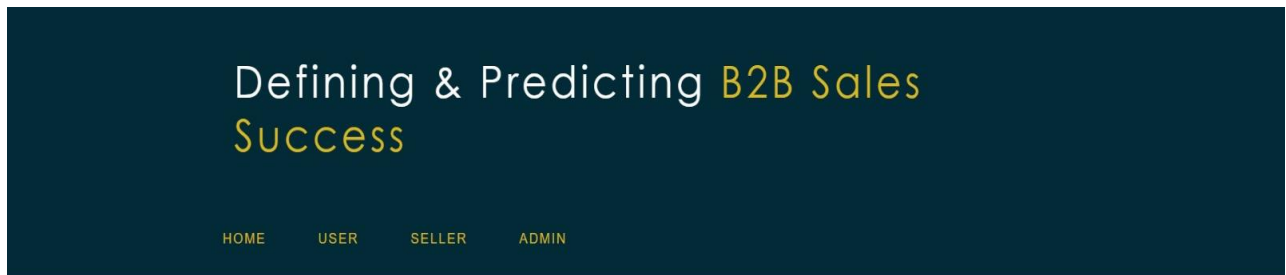 Defining & Predicting B2B Sales
Success
HOME USER SELLER ADMIN